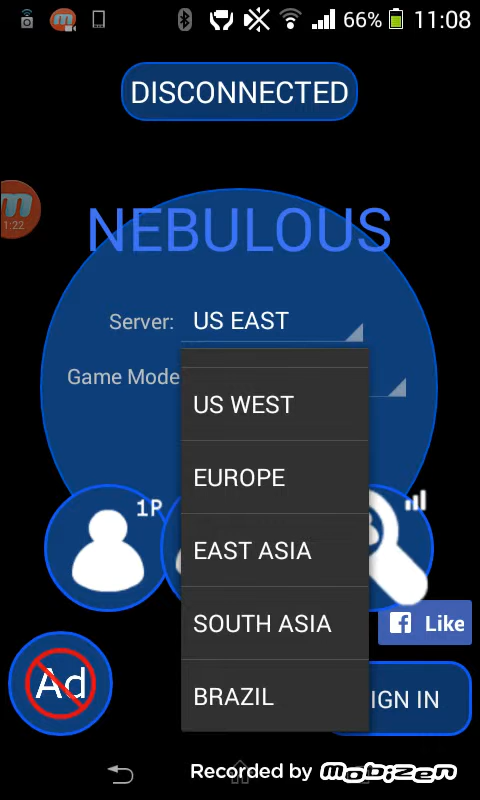 66% 11:08
DISCONNECTED
m
1:22
NEBULOUS
Server: US EAST
Game Mode
US WEST
EUROPE
EAST ASIA
SOUTH ASIA
BRAZIL
1P
Like
Ad
IGN IN
Recorded by Mobizen